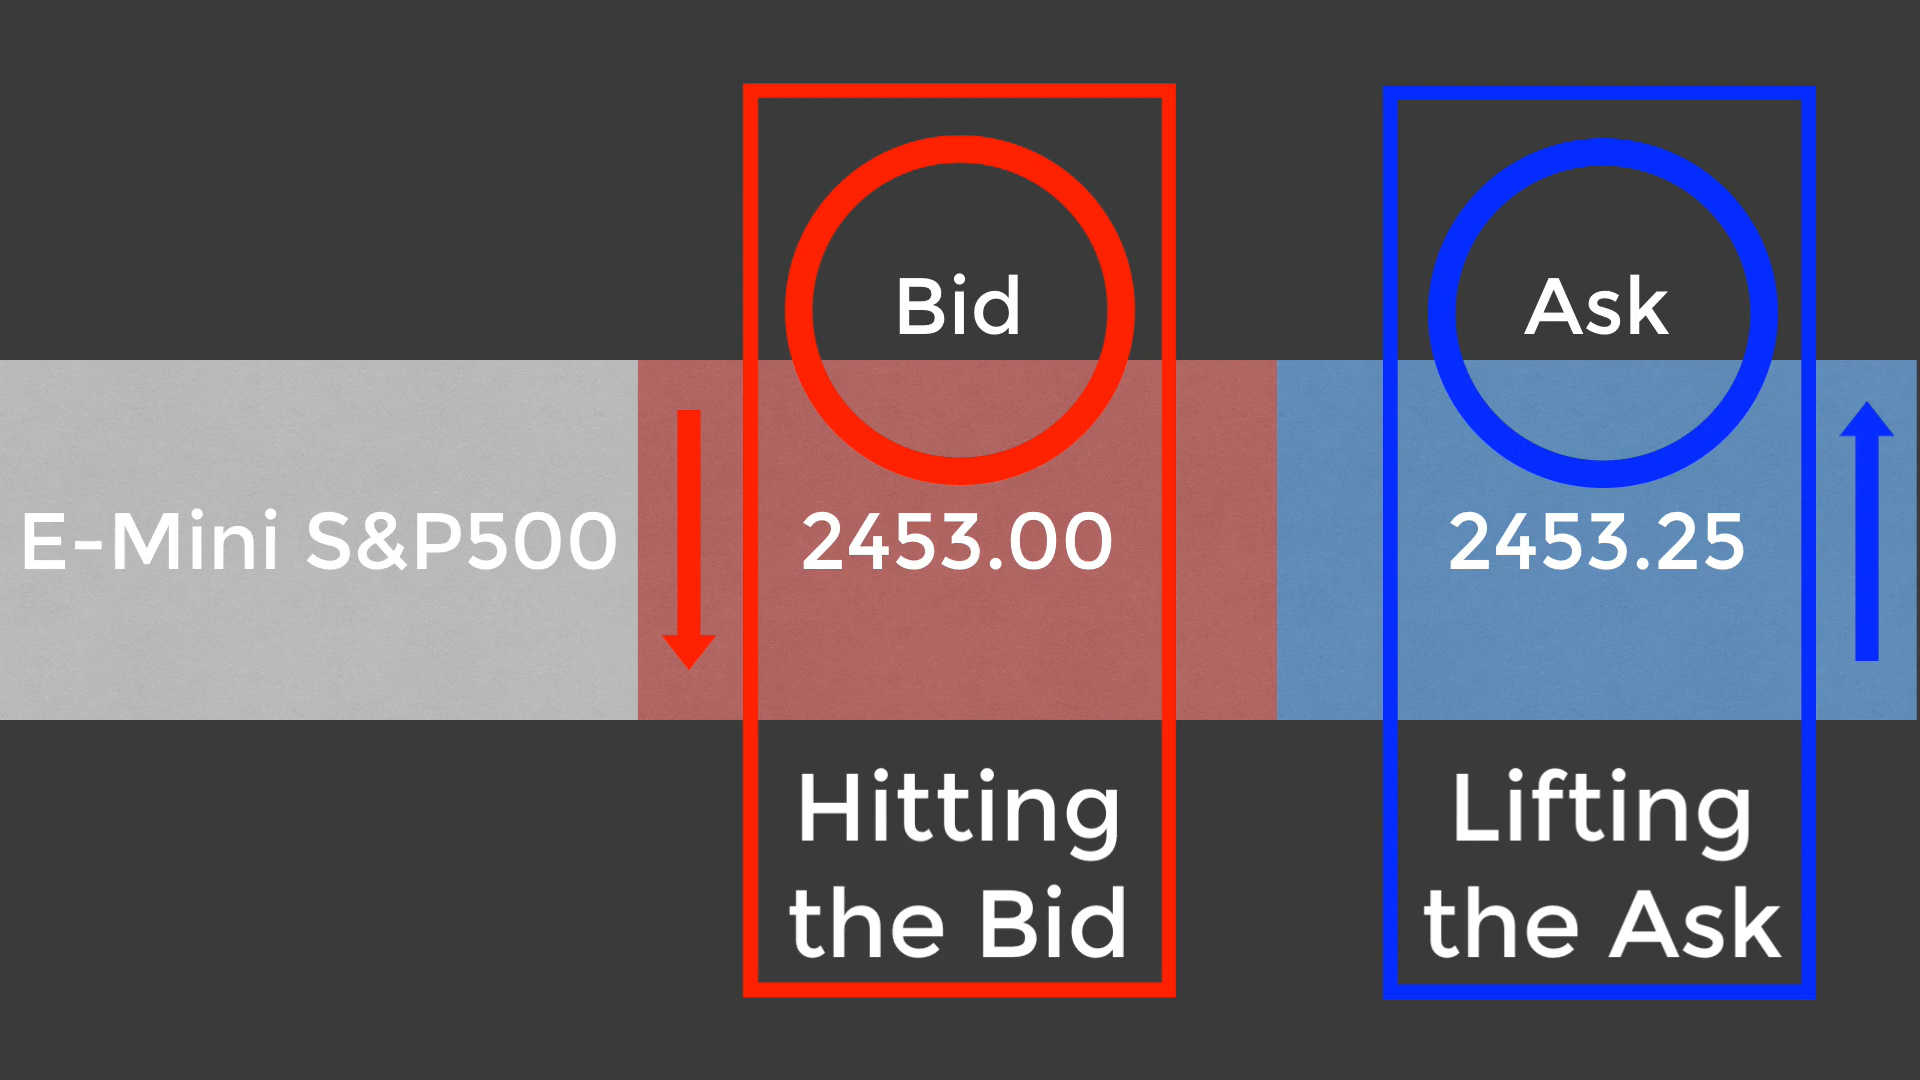 Bid
Ask
E-Mini S&P500
2453.00
2453.25
Hitting
the Bid
Lifting
the Ask